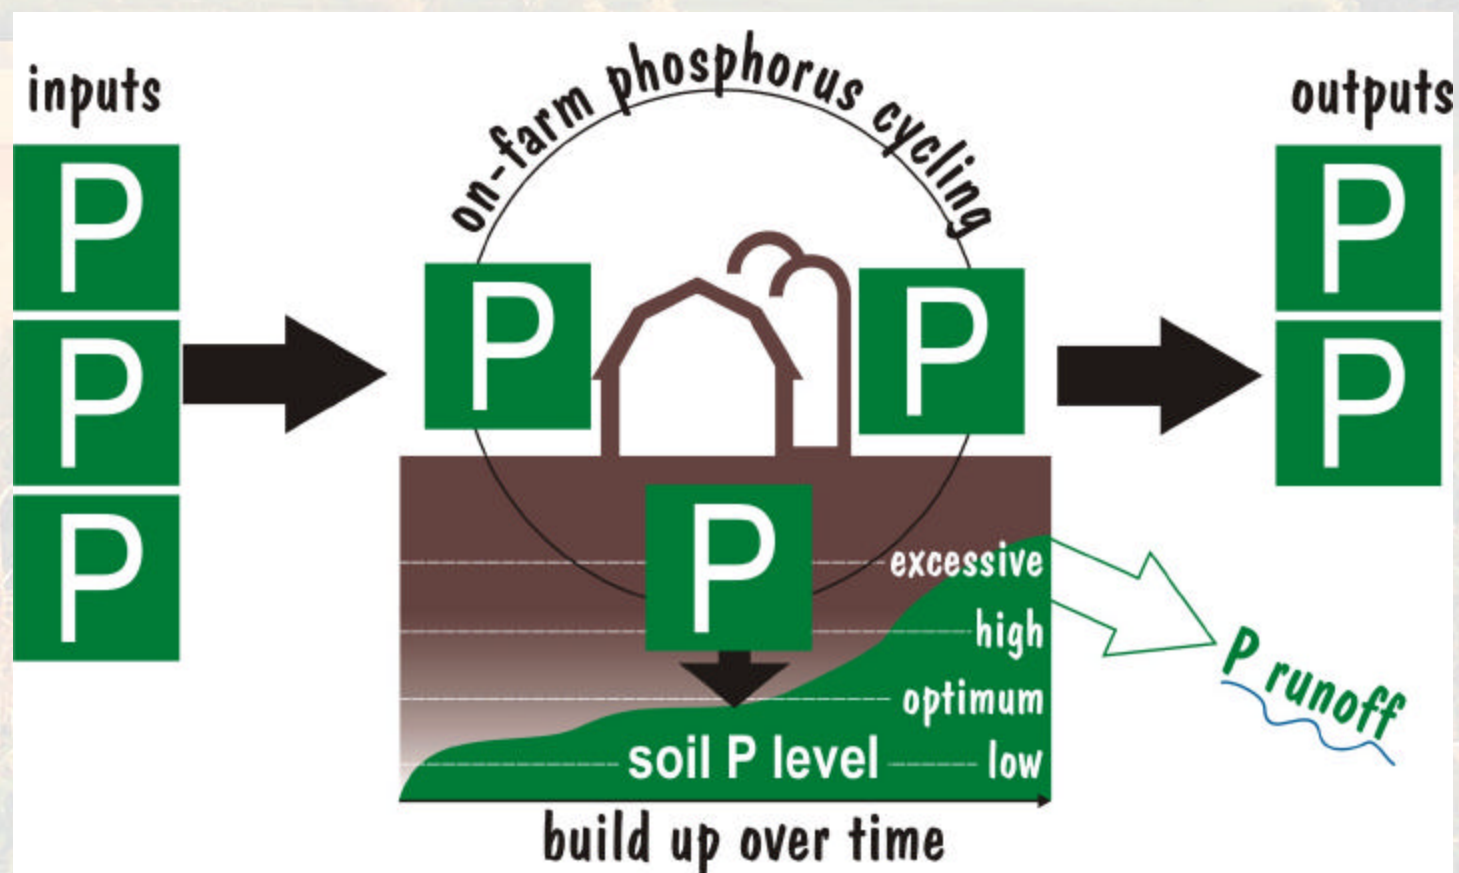 on-farm phosphorus cycling
inputs
outputs
P
P
P
P
P
P
P
P
excessive
high
optimum
soil P level
low
P runoff
build up over time